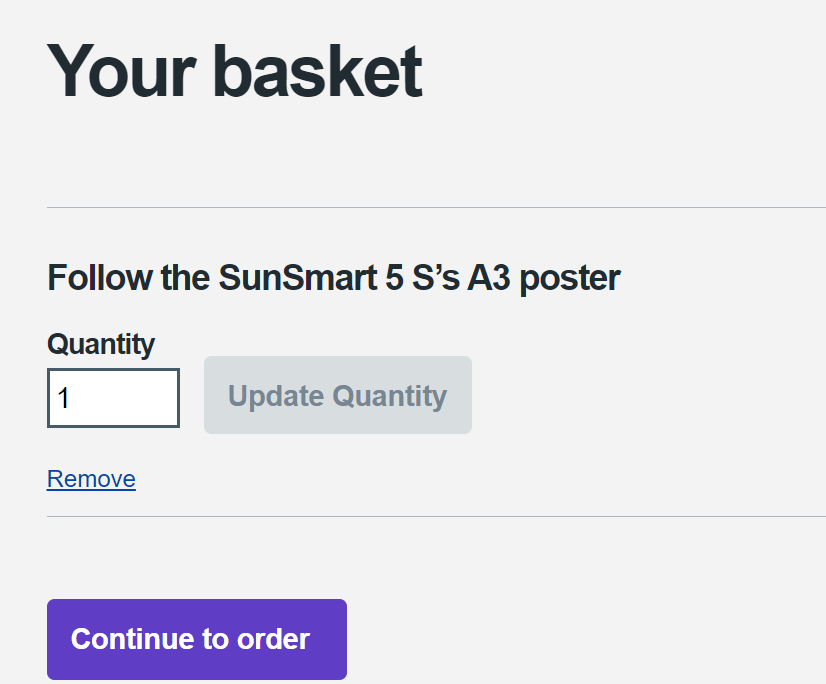 Your basket
Follow the SunSmart 5 S’s A3 poster
Quantity
1
Update Quantity
Remove
Continue to order